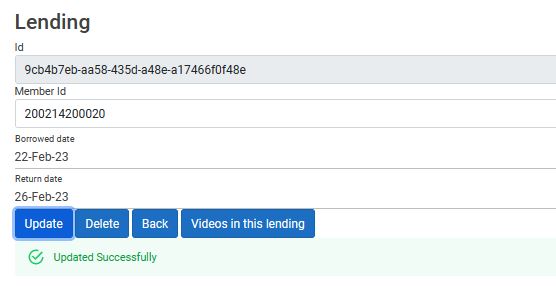 Lending
Id
9cb4b7eb-aa58-435d-a48e-a17466f0f48e
Member Id
200214200020
Borrowed date
22-Feb-23
Return date
26-Feb-23
Update Delete Back Videos in this lending
Updated Successfully